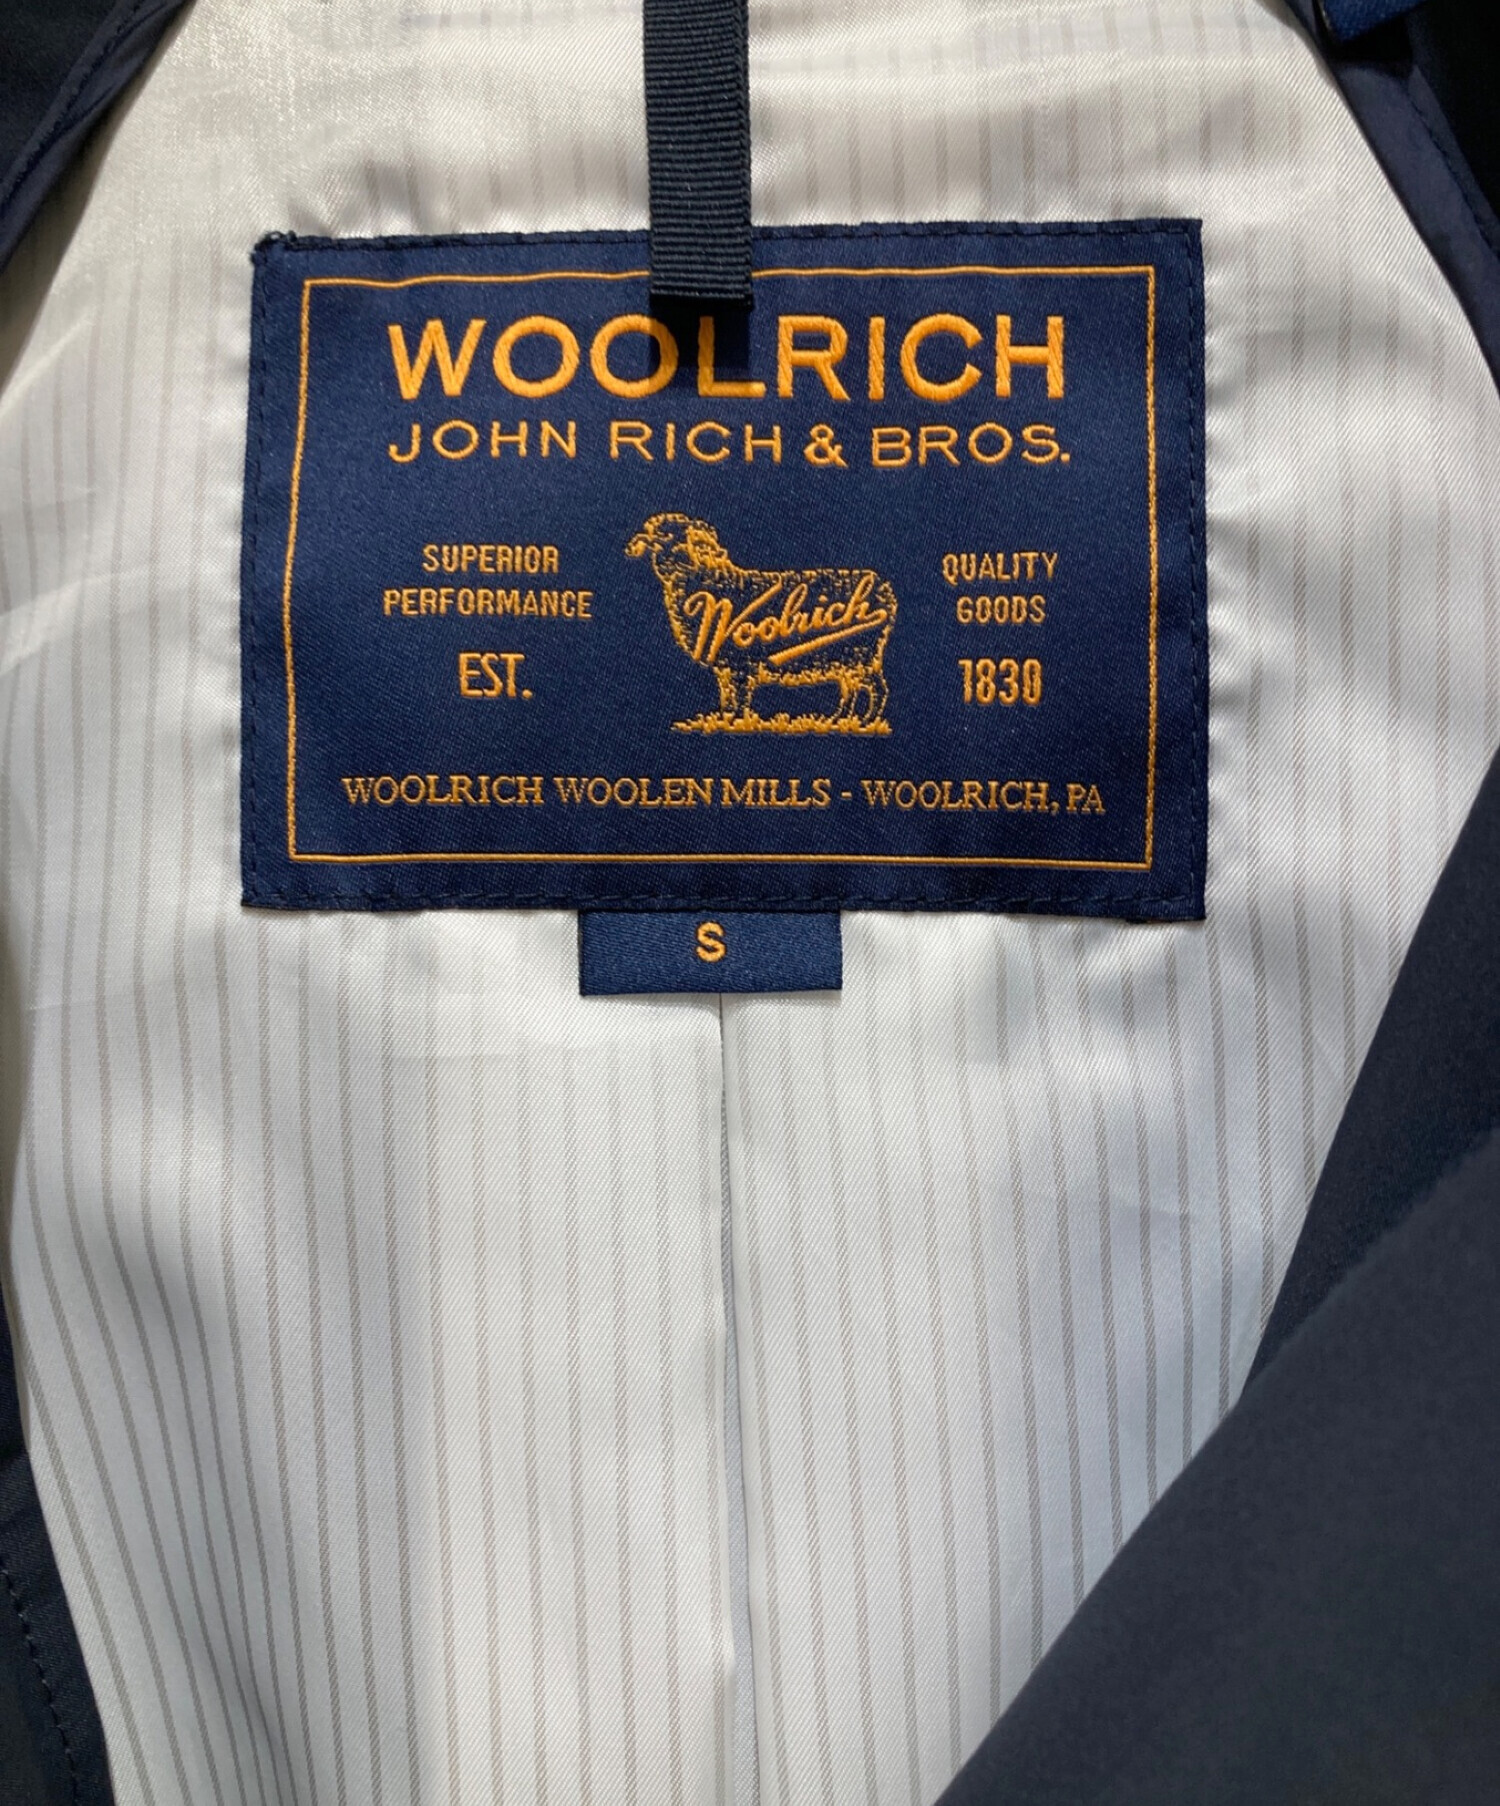 WOOLRICH
JOHN RICH & BROS.
SUPERIOR
PERFORMANCE
EST.
Woolrich
QUALITY
GOODS
1830
WOOLRICH WOOLEN MILLS - WOOLRICH, PA
S